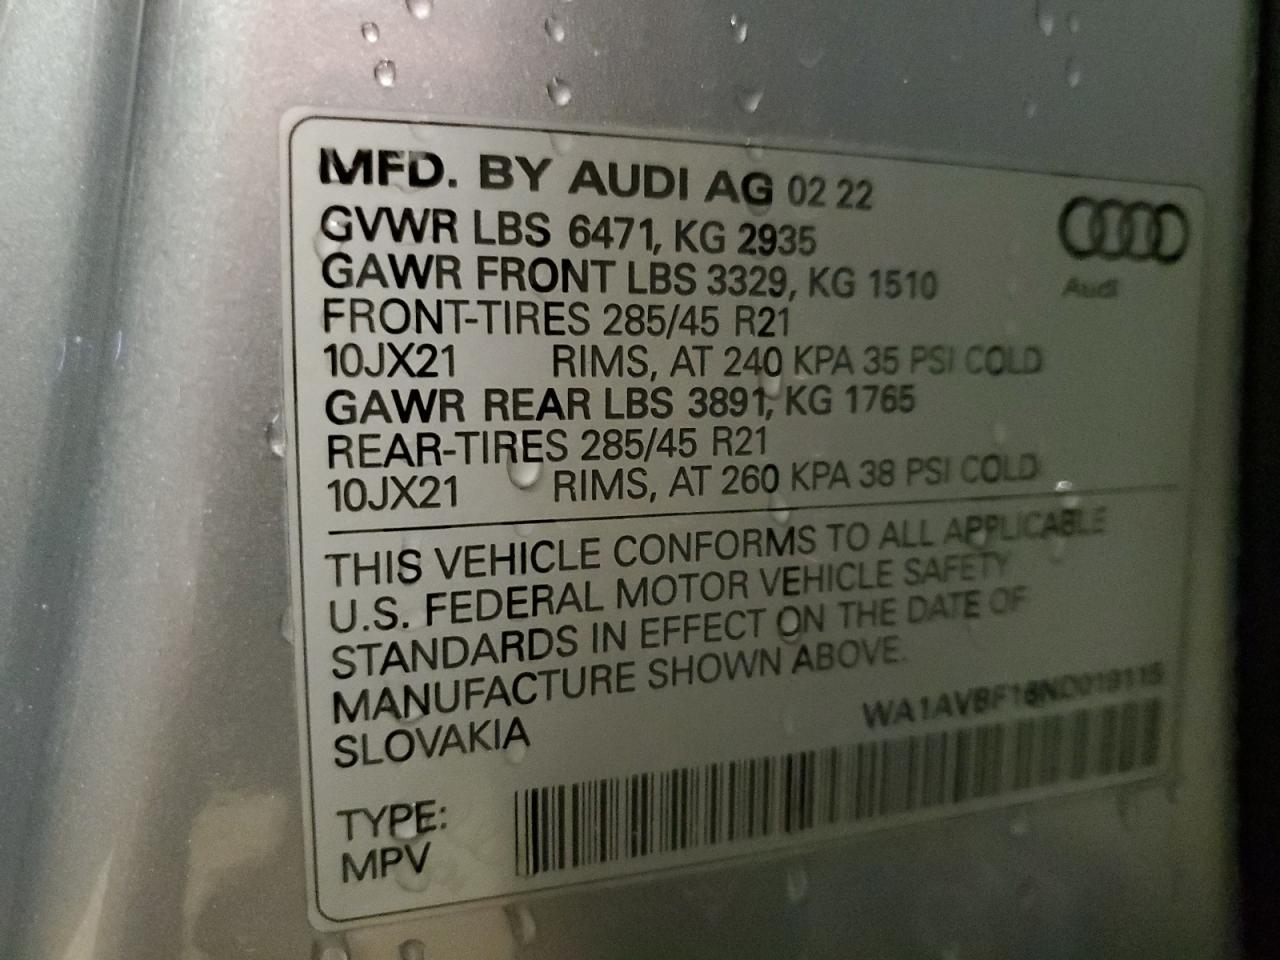 MFD. BY AUDI AG 02 22
GVWR LBS 6471, KG 2935
GAWR FRONT LBS 3329, KG 1510
FRONT-TIRES 285/45 R21
10JX21 RIMS, AT 240 KPA 35 PSI COLD
GAWR REAR LBS 3891, KG 1765
REAR-TIRES 285/45 R21
10JX21 RIMS, AT 260 KPA 38 PSI COLD
Audi
THIS VEHICLE CONFORMS TO ALL APPLICABLE
U.S. FEDERAL MOTOR VEHICLE SAFETY
STANDARDS IN EFFECT ON THE DATE OF
MANUFACTURE SHOWN ABOVE.
SLOVAKIA
TYPE:
MPV